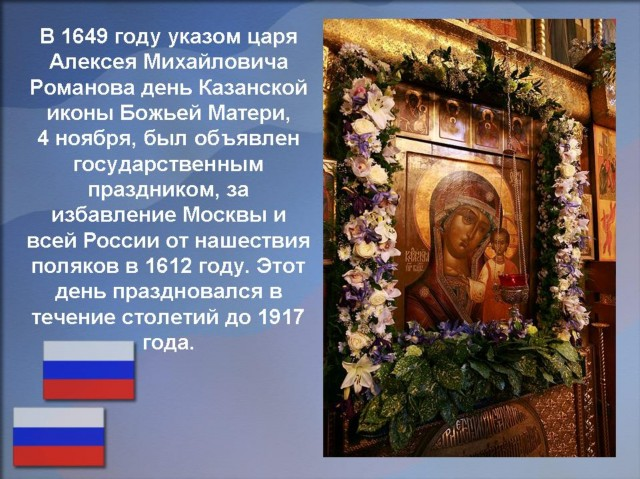 В 1649 году указом царя
Алексея Михайловича
Романова день Казанской
иконы Божьей Матери,
4 ноября, был объявлен
государственным
праздником, за
избавление Москвы и
всей России от нашествия
поляков в 1612 году. Этот
день праздновался в
течение столетий до 1917
года.